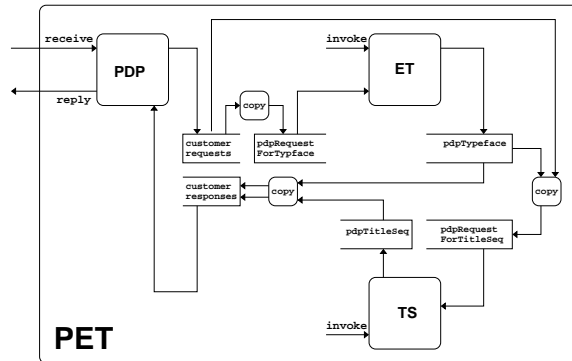 receive
PDP
reply
invoke
ET
copy
customer
requests
pdpRequest
ForTypface
pdpTypeface
customer
responses
copy
copy
pdpTitleSeq
pdpRequest
ForTitleSeq
TS
invoke
PET